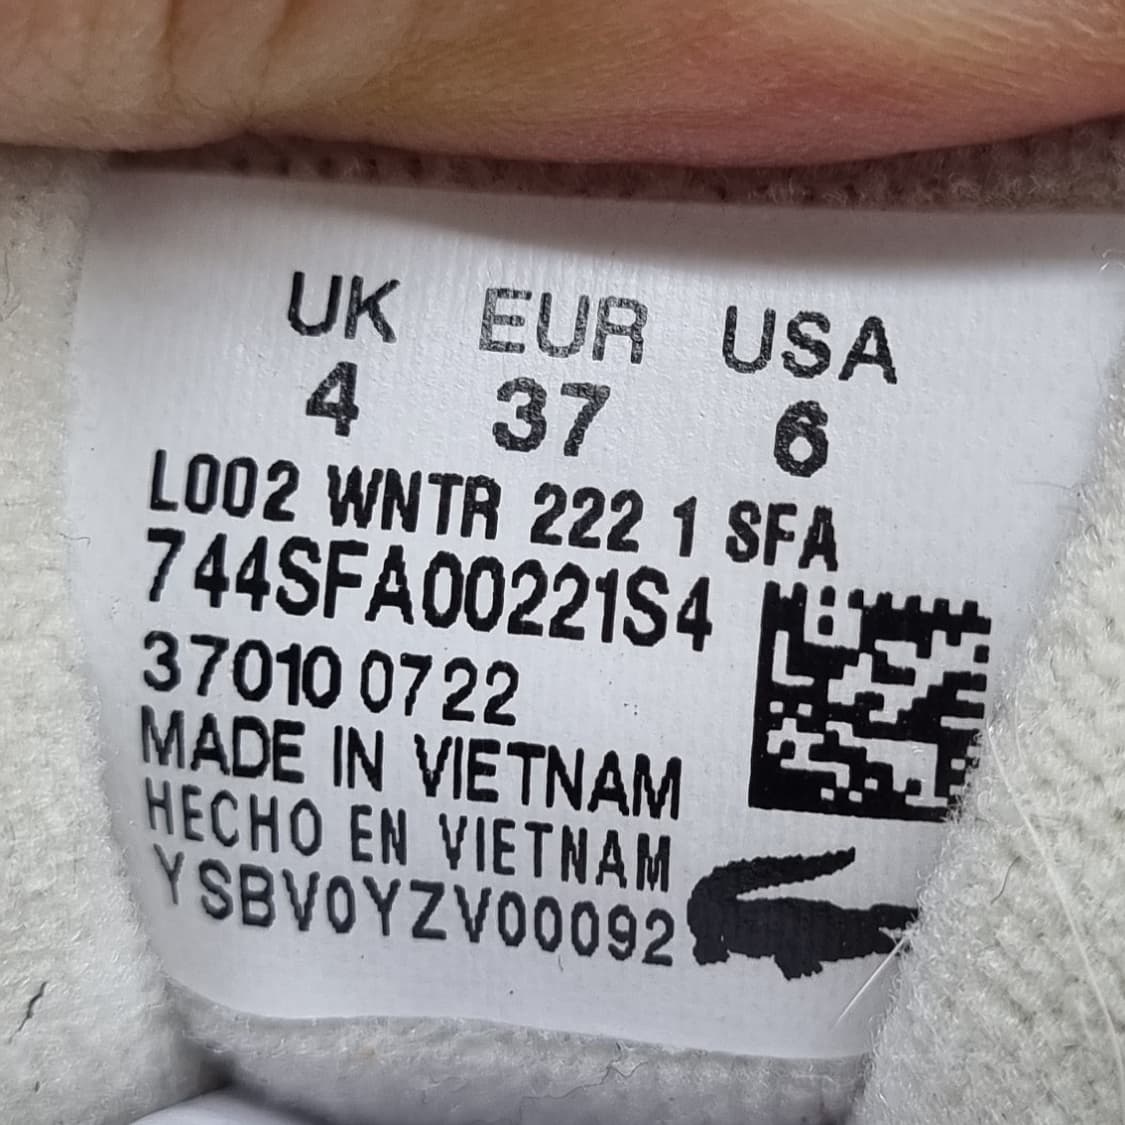 UK EUR USA
4 37 6
L002 WNTR 222 1 SFA
744SFA00221S4
37010 0722
MADE IN VIETNAM
HECHO EN VIETNAM
YSBV0YZV00092